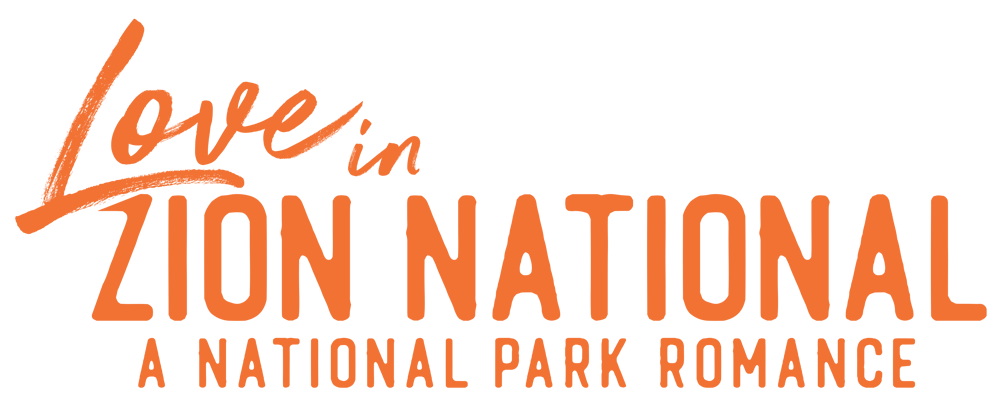 Love in
ZION NATIONAL
A NATIONAL PARK ROMANCE